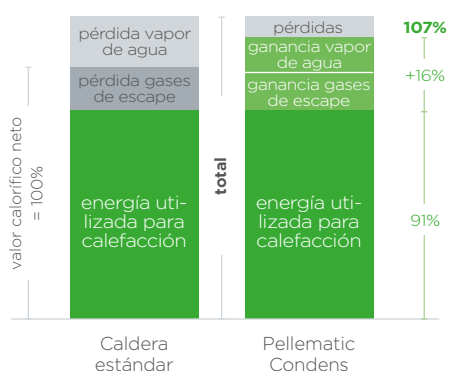 pérdida vapor
de agua
pérdida gases
de escape
energía uti-
lizada para
calefacción
valor calorífico neto
= 100%
total
pérdidas
ganancia vapor
de agua
ganancia gases
de escape
energía uti-
lizada para
calefacción
107%
+16%
91%
Caldera
estándar
Pellematic
Condens